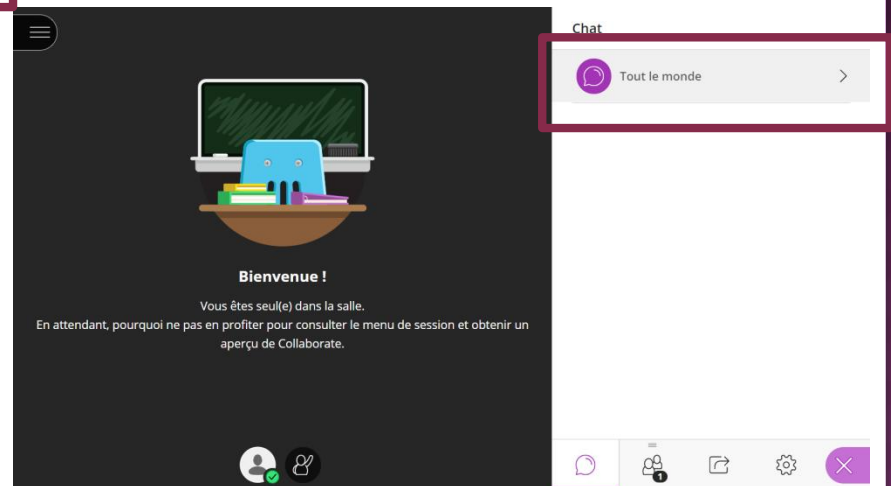 Chat
Tout le monde
Bienvenue !
Vous êtes seul(e) dans la salle.
En attendant, pourquoi ne pas en profiter pour consulter le menu de session et obtenir un
aperçu de Collaborate.
1